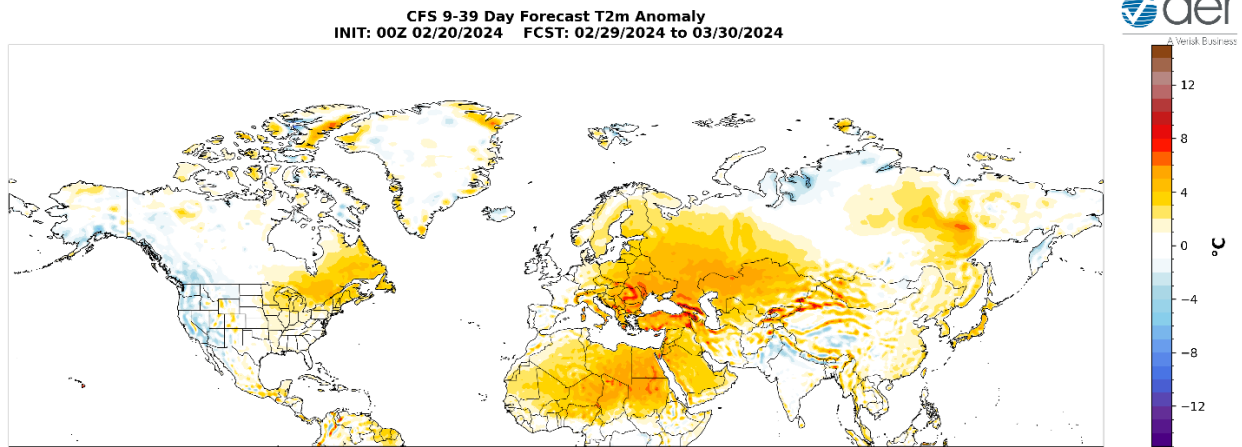 CFS 9-39 Day Forecast T2m Anomaly
INIT: 00Z 02/20/2024    FCST: 02/29/2024 to 03/30/2024
aer
A Verisk Business
12
8
4
0
−4
−8
−12
°C